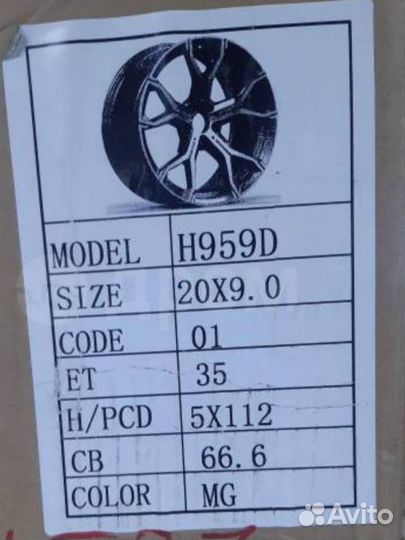 MODEL H959D
SIZE 20X9.0
CODE 01
ET 35
H/PCD 5X112
CB 66.6
COLOR MG
Avito